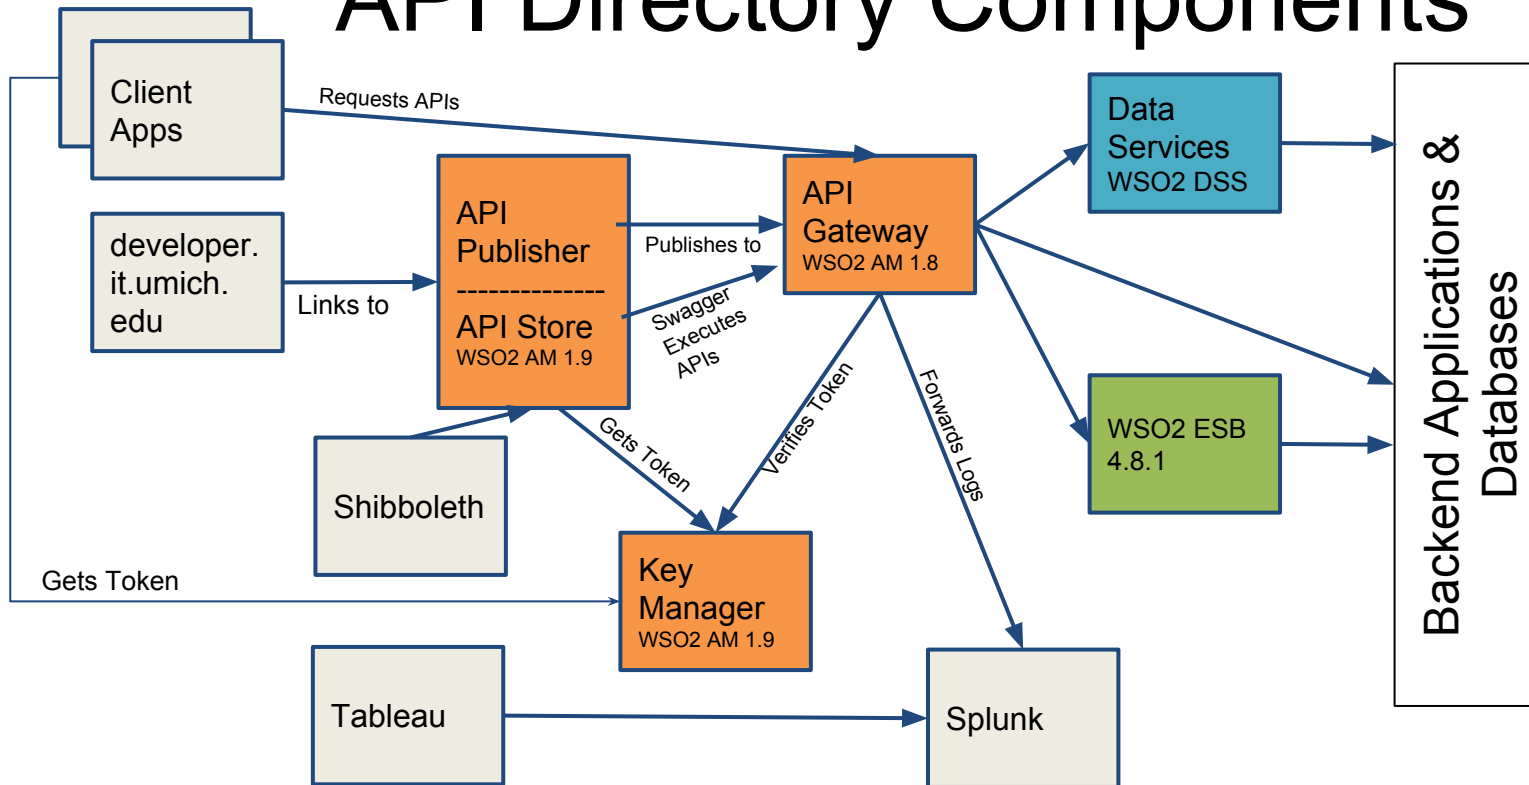 API Directory Components
Client
Apps
Requests APIs
Data
Services
WSO2 DSS
API
Publisher
--------------
API Store
WSO2 AM 1.9
Publishes to
Swagger
Executes
APIs
API
Gateway
WSO2 AM 1.8
developer.
it.umich.
edu
Links to
Backend Applications &
Databases
Shibboleth
Gets Token
Verifies Token
Forwards Logs
WSO2 ESB
4.8.1
Gets Token
Key
Manager
WSO2 AM 1.9
Tableau
Splunk